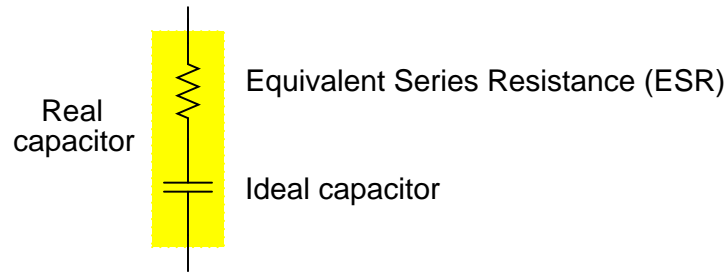 Equivalent Series Resistance (ESR)
Real
capacitor
Ideal capacitor